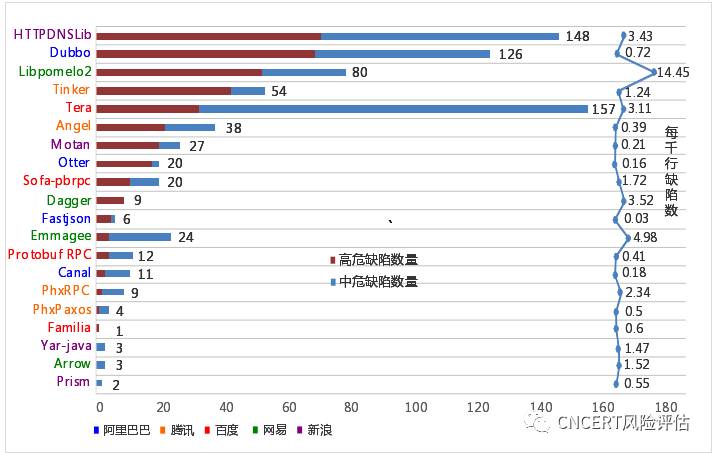 HTTPDNSLib 148 3.43
Dubbo 126 0.72
Libpomelo2 80 14.45
Tinker 54 1.24
Tera 157 3.11
Angel 38 0.39
Motan 27 0.21
Otter 20 0.16
Sofa-pbrpc 20 1.72
Dagger 9 3.52
Fastjson 6 0.03
Emmagee 24 4.98
Protobuf RPC 12 0.41
Canal 11 0.18
PhxRPC 9 2.34
PhxPaxos 4 0.5
Familia 1 0.6
Yar-java 3 1.47
Arrow 3 1.52
Prism 2 0.55
每千行缺陷数
、
高危缺陷数量
中危缺陷数量
0 20 40 60 80 100 120 140 160 180
阿里巴巴 腾讯 百度 网易 新浪
CNCERT风险评估